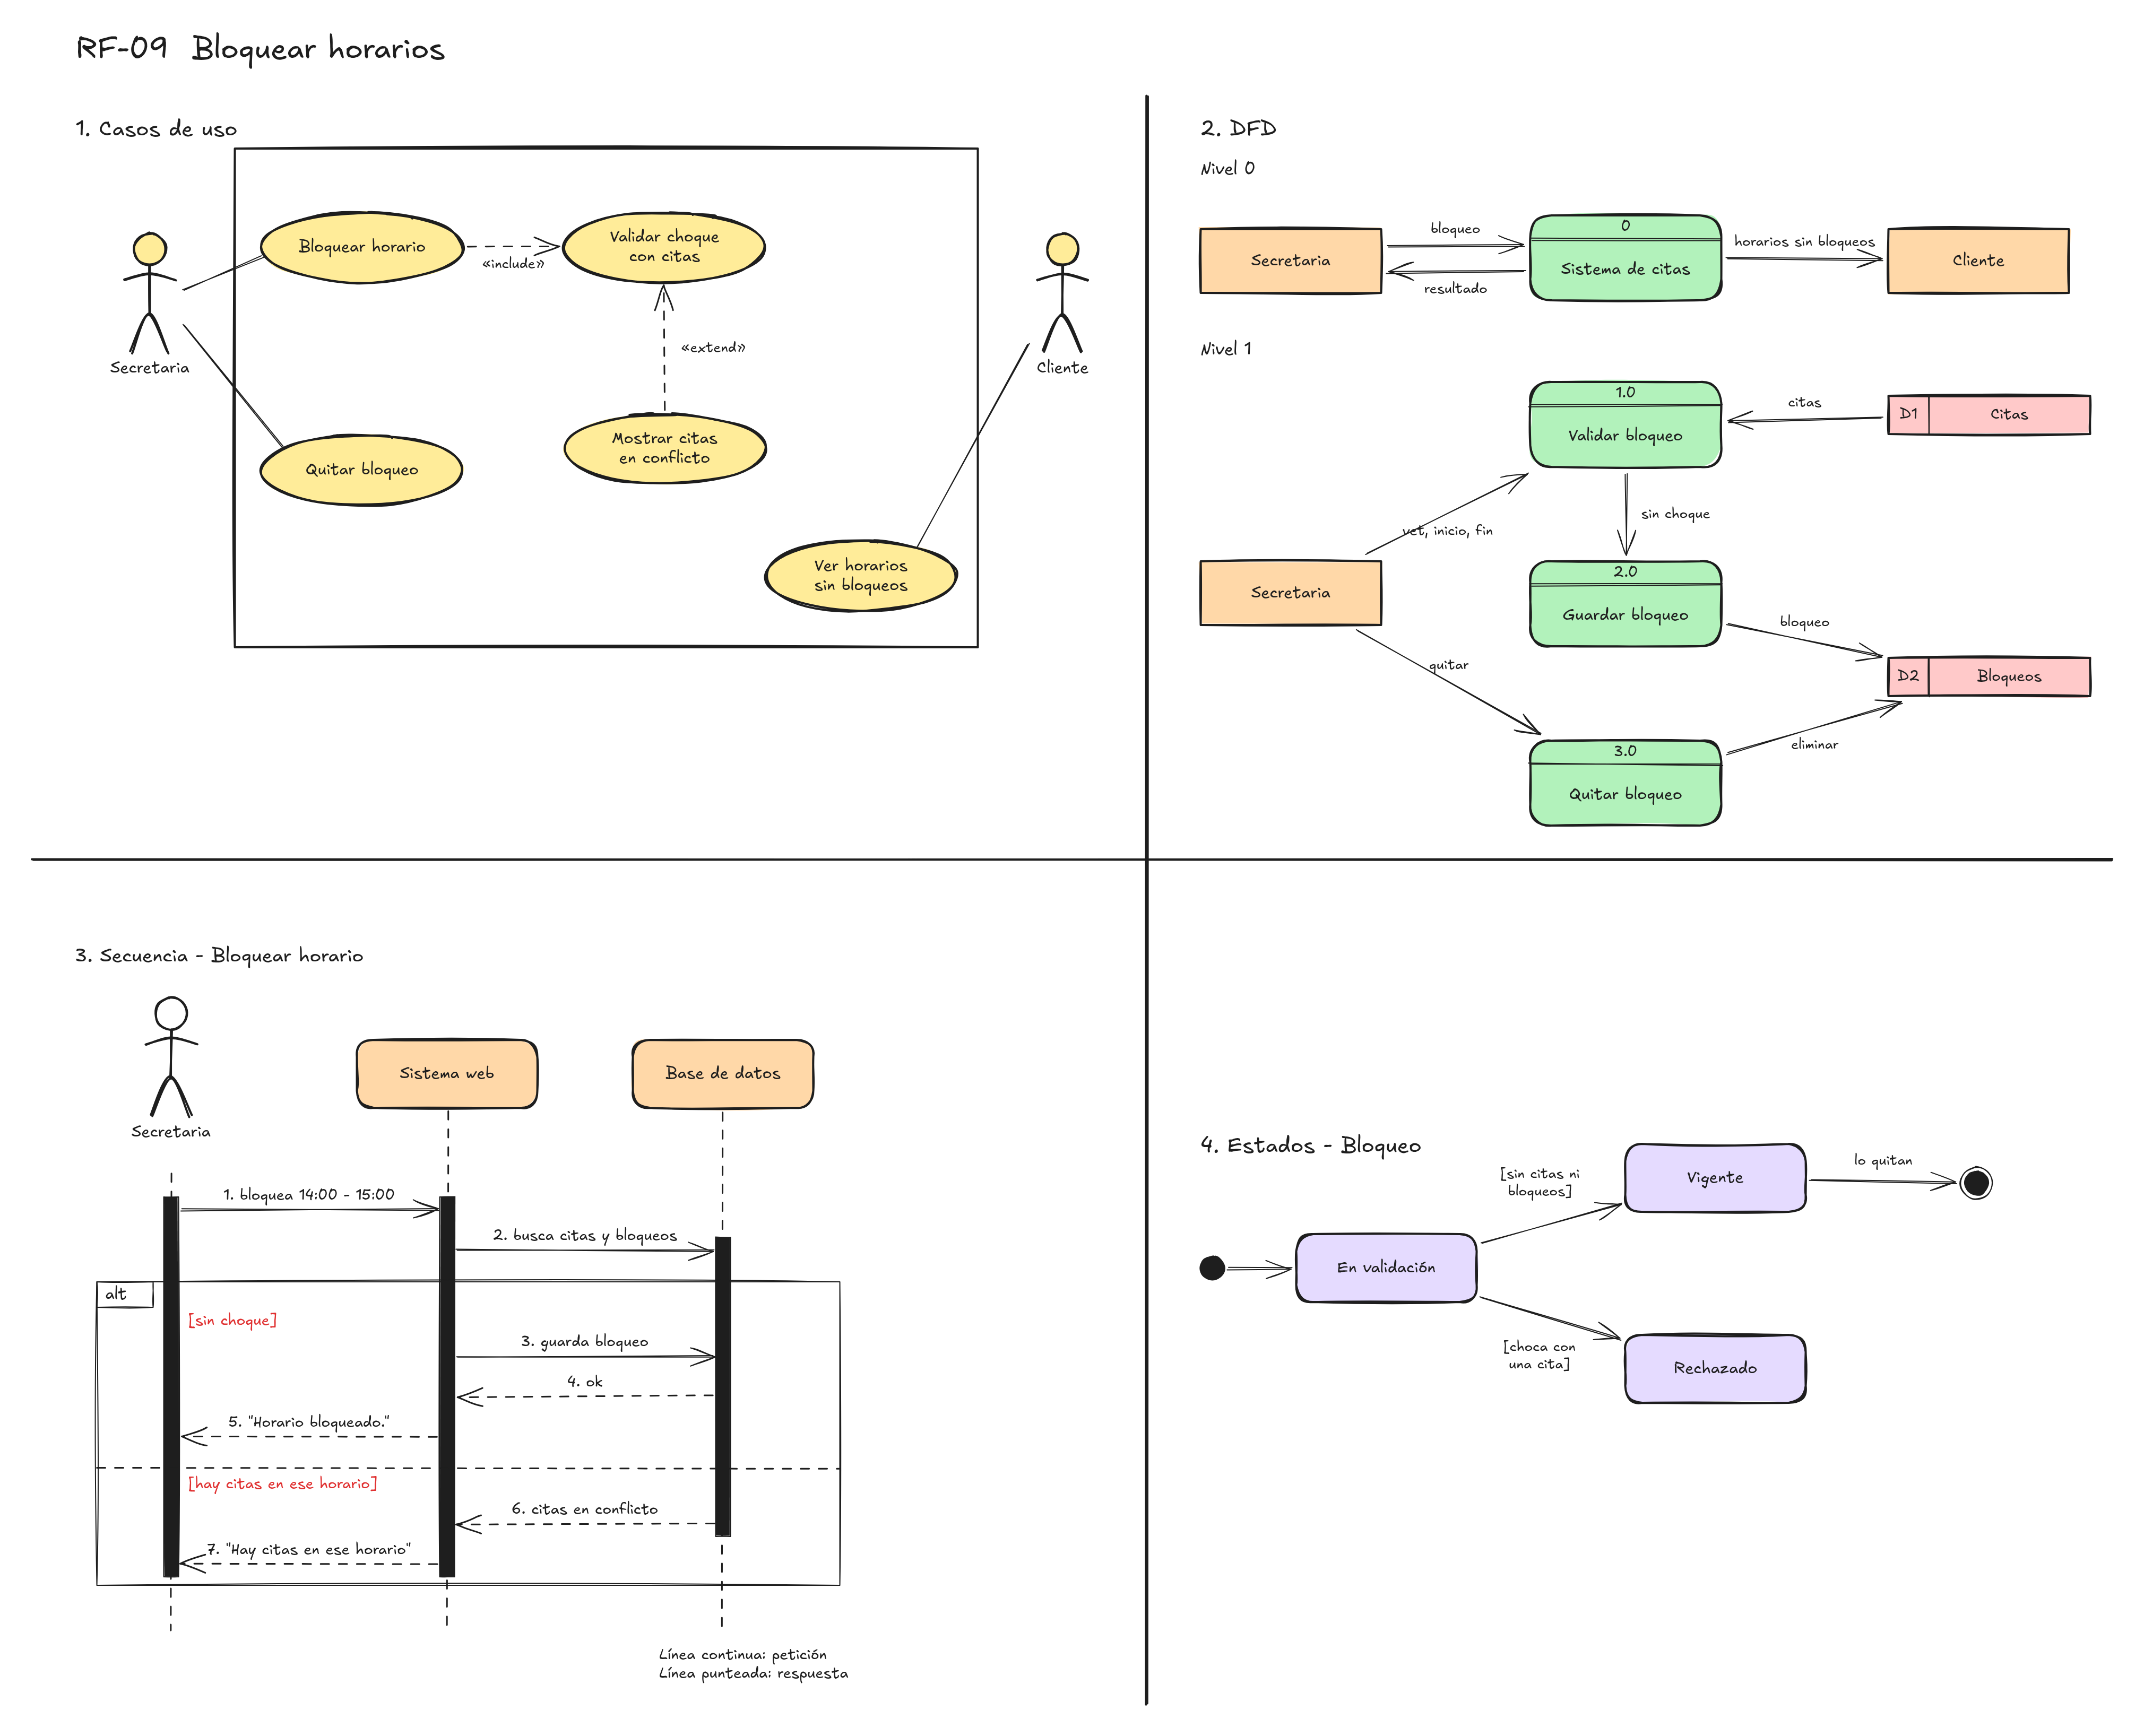 RF-09 Bloquear horarios
1. Casos de uso
Bloquear horario
«include»
Validar choque
con citas
«extend»
Secretaria
Cliente
Quitar bloqueo
Mostrar citas
en conflicto
Ver horarios
sin bloqueos
2. DFD
Nivel 0
Secretaria
bloqueo
resultado
0
Sistema de citas
horarios sin bloqueos
Cliente
Nivel 1
1.0
Validar bloqueo
citas
D1
Citas
vet, inicio, fin
sin choque
Secretaria
2.0
Guardar bloqueo
bloqueo
quitar
D2
Bloqueos
3.0
Quitar bloqueo
eliminar
3. Secuencia - Bloquear horario
Secretaria
Sistema web
Base de datos
1. bloquea 14:00 - 15:00
2. busca citas y bloqueos
alt
[sin choque]
3. guarda bloqueo
4. ok
5. "Horario bloqueado."
[hay citas en ese horario]
6. citas en conflicto
7. "Hay citas en ese horario"
Línea continua: petición
Línea punteada: respuesta
4. Estados - Bloqueo
[sin citas ni
bloqueos]
Vigente
lo quitan
En validación
[choca con
una cita]
Rechazado